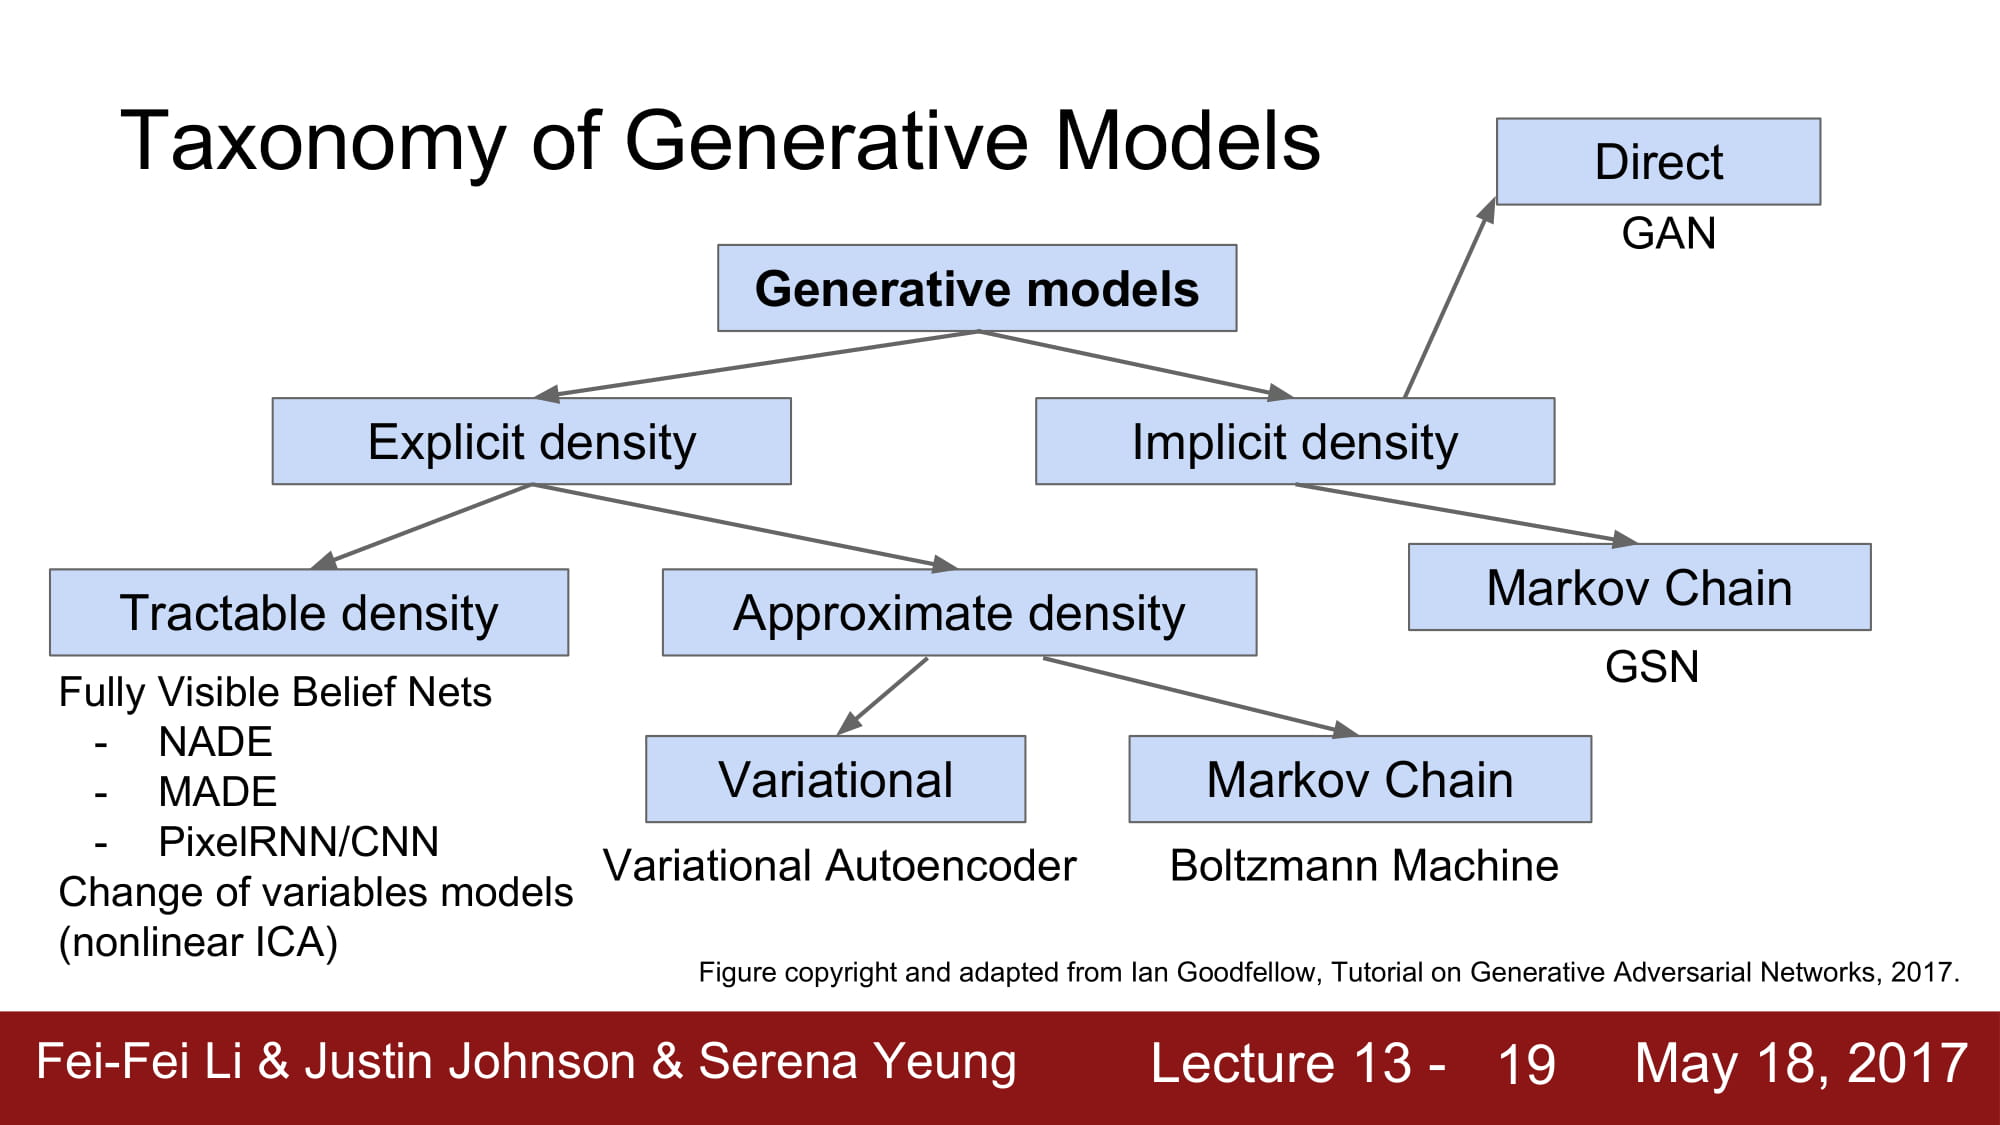 Taxonomy of Generative Models
Direct
GAN
Generative models
Explicit density
Implicit density
Tractable density
Approximate density
Markov Chain
GSN
Fully Visible Belief Nets
- NADE
- MADE
- PixelRNN/CNN
Change of variables models
(nonlinear ICA)
Variational
Markov Chain
Variational Autoencoder
Boltzmann Machine
Figure copyright and adapted from Ian Goodfellow, Tutorial on Generative Adversarial Networks, 2017.
Fei-Fei Li & Justin Johnson & Serena Yeung
Lecture 13 - 19
May 18, 2017